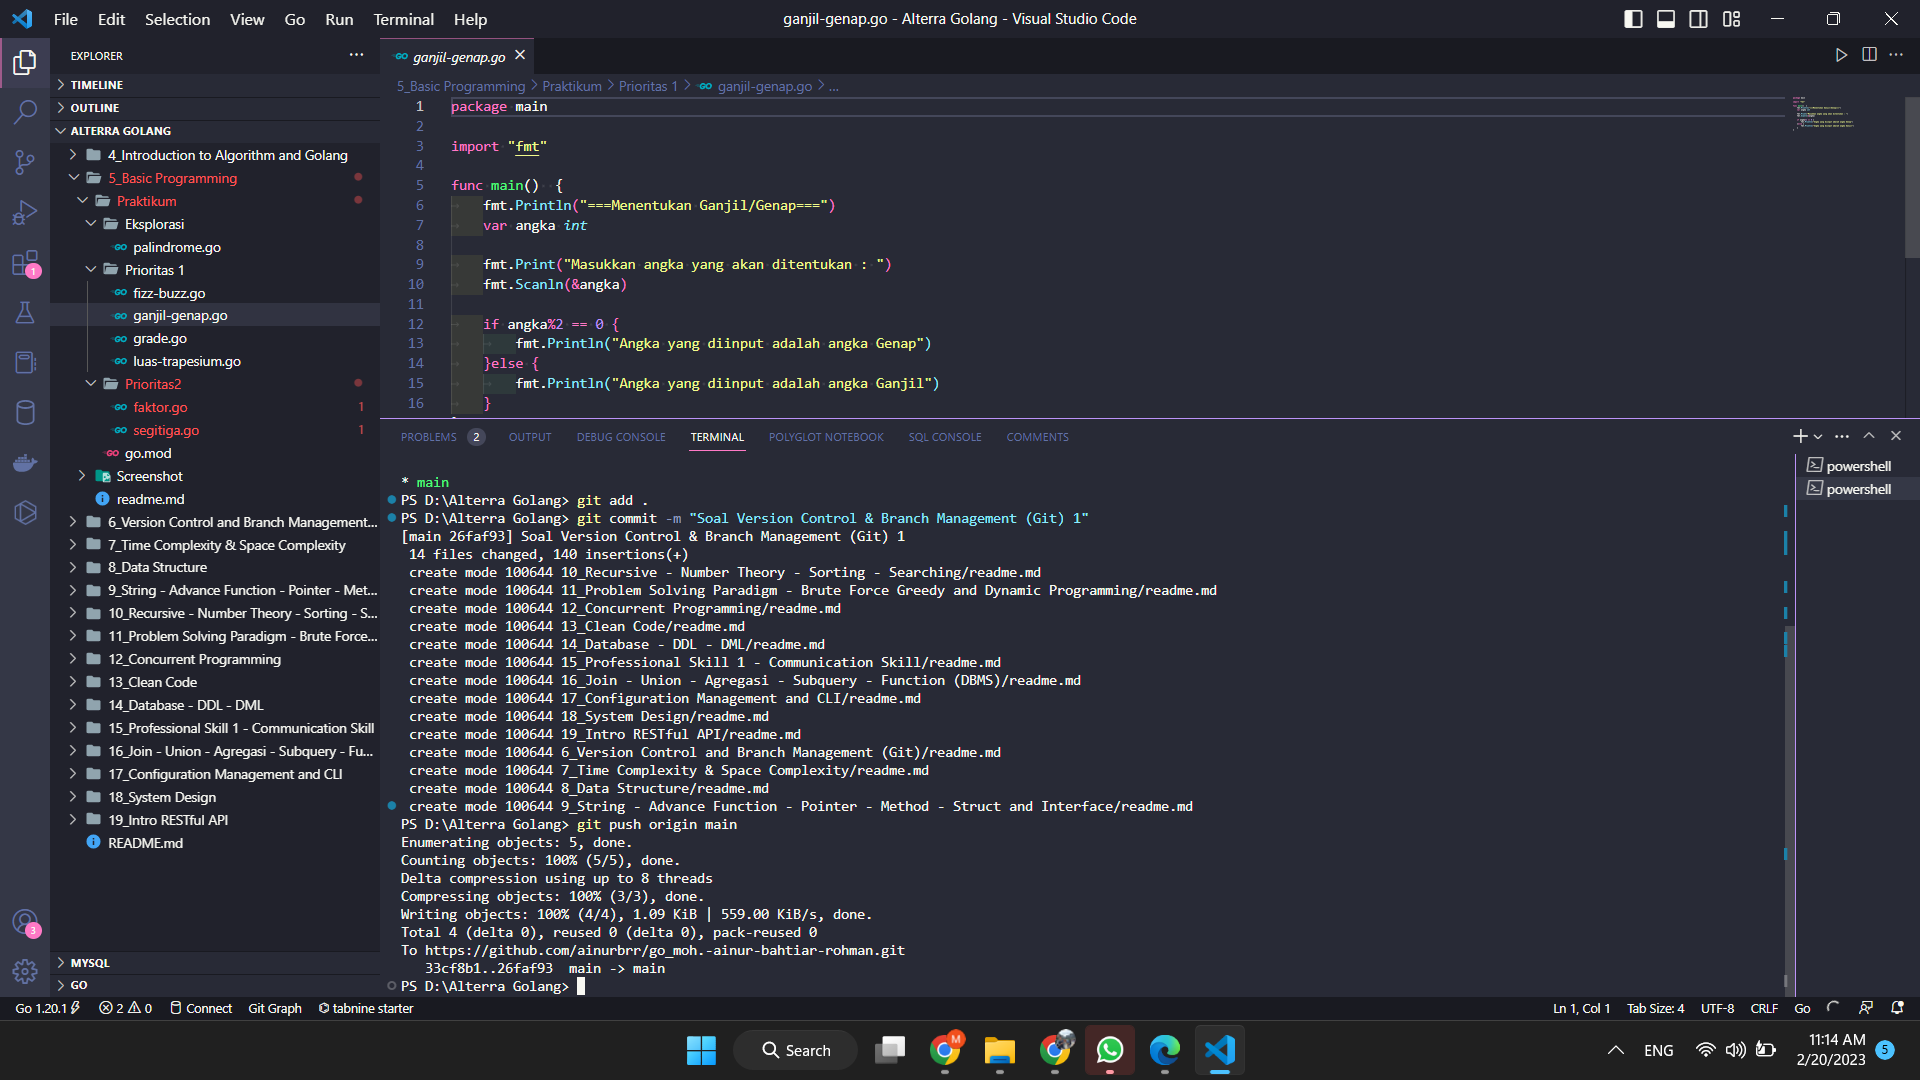 File Edit Selection View Go Run Terminal Help
ganjil-genap.go - Alterra Golang - Visual Studio Code
EXPLORER
TIMELINE
OUTLINE
ALTERRA GOLANG
4_Introduction to Algorithm and Golang
5_Basic Programming
Praktikum
Eksplorasi
palindrome.go
Prioritas 1
fizz-buzz.go
ganjil-genap.go
grade.go
luas-trapesium.go
Prioritas2
faktor.go 1
segitiga.go 1
go.mod
Screenshot
readme.md
6_Version Control and Branch Management...
7_Time Complexity & Space Complexity
8_Data Structure
9_String - Advance Function - Pointer - Met...
10_Recursive - Number Theory - Sorting - S...
11_Problem Solving Paradigm - Brute Force...
12_Concurrent Programming
13_Clean Code
14_Database - DDL - DML
15_Professional Skill 1 - Communication Skill
16_Join - Union - Agregasi - Subquery - Fu...
17_Configuration Management and CLI
18_System Design
19_Intro RESTful API
README.md
MYSQL
GO
1
3
ganjil-genap.go
5_Basic Programming > Praktikum > Prioritas 1 > ganjil-genap.go > ...
1 package main
2
3 import "fmt"
4
5 func main() {
6 fmt.Println("===Menentukan Ganjil/Genap===")
7 var angka int
8
9 fmt.Print("Masukkan angka yang akan ditentukan : ")
10 fmt.Scanln(&angka)
11
12 if angka%2 == 0 {
13 fmt.Println("Angka yang diinput adalah angka Genap")
14 }else {
15 fmt.Println("Angka yang diinput adalah angka Ganjil")
16 }
PROBLEMS 2 OUTPUT DEBUG CONSOLE TERMINAL POLYGLOT NOTEBOOK SQL CONSOLE COMMENTS
powershell
powershell
* main
PS D:\Alterra Golang> git add .
PS D:\Alterra Golang> git commit -m "Soal Version Control & Branch Management (Git) 1"
[main 26faf93] Soal Version Control & Branch Management (Git) 1
14 files changed, 140 insertions(+)
create mode 100644 10_Recursive - Number Theory - Sorting - Searching/readme.md
create mode 100644 11_Problem Solving Paradigm - Brute Force Greedy and Dynamic Programming/readme.md
create mode 100644 12_Concurrent Programming/readme.md
create mode 100644 13_Clean Code/readme.md
create mode 100644 14_Database - DDL - DML/readme.md
create mode 100644 15_Professional Skill 1 - Communication Skill/readme.md
create mode 100644 16_Join - Union - Agregasi - Subquery - Function (DBMS)/readme.md
create mode 100644 17_Configuration Management and CLI/readme.md
create mode 100644 18_System Design/readme.md
create mode 100644 19_Intro RESTful API/readme.md
create mode 100644 6_Version Control and Branch Management (Git)/readme.md
create mode 100644 7_Time Complexity & Space Complexity/readme.md
create mode 100644 8_Data Structure/readme.md
create mode 100644 9_String - Advance Function - Pointer - Method - Struct and Interface/readme.md
PS D:\Alterra Golang> git push origin main
Enumerating objects: 5, done.
Counting objects: 100% (5/5), done.
Delta compression using up to 8 threads
Compressing objects: 100% (3/3), done.
Writing objects: 100% (4/4), 1.09 KiB | 559.00 KiB/s, done.
Total 4 (delta 0), reused 0 (delta 0), pack-reused 0
To https://github.com/ainurbrr/go_moh.-ainur-bahtiar-rohman.git
33cf8b1..26faf93 main -> main
PS D:\Alterra Golang>
Go 1.20.1 2 0 Connect Git Graph tabnine starter
Ln 1, Col 1 Tab Size: 4 UTF-8 CRLF Go
Search
M
ENG
11:14 AM
2/20/2023
5